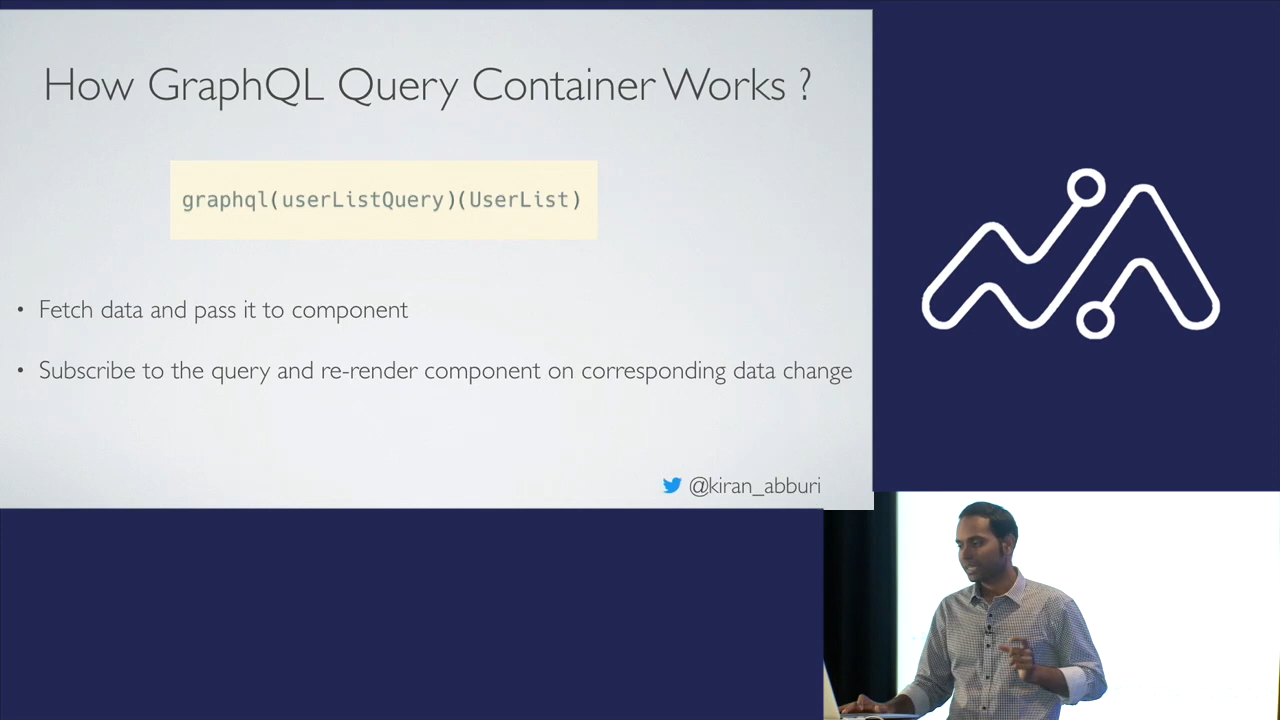 How GraphQL Query Container Works ?
graphql(userListQuery)(UserList)
• Fetch data and pass it to component
• Subscribe to the query and re-render component on corresponding data change
@kiran_abburi